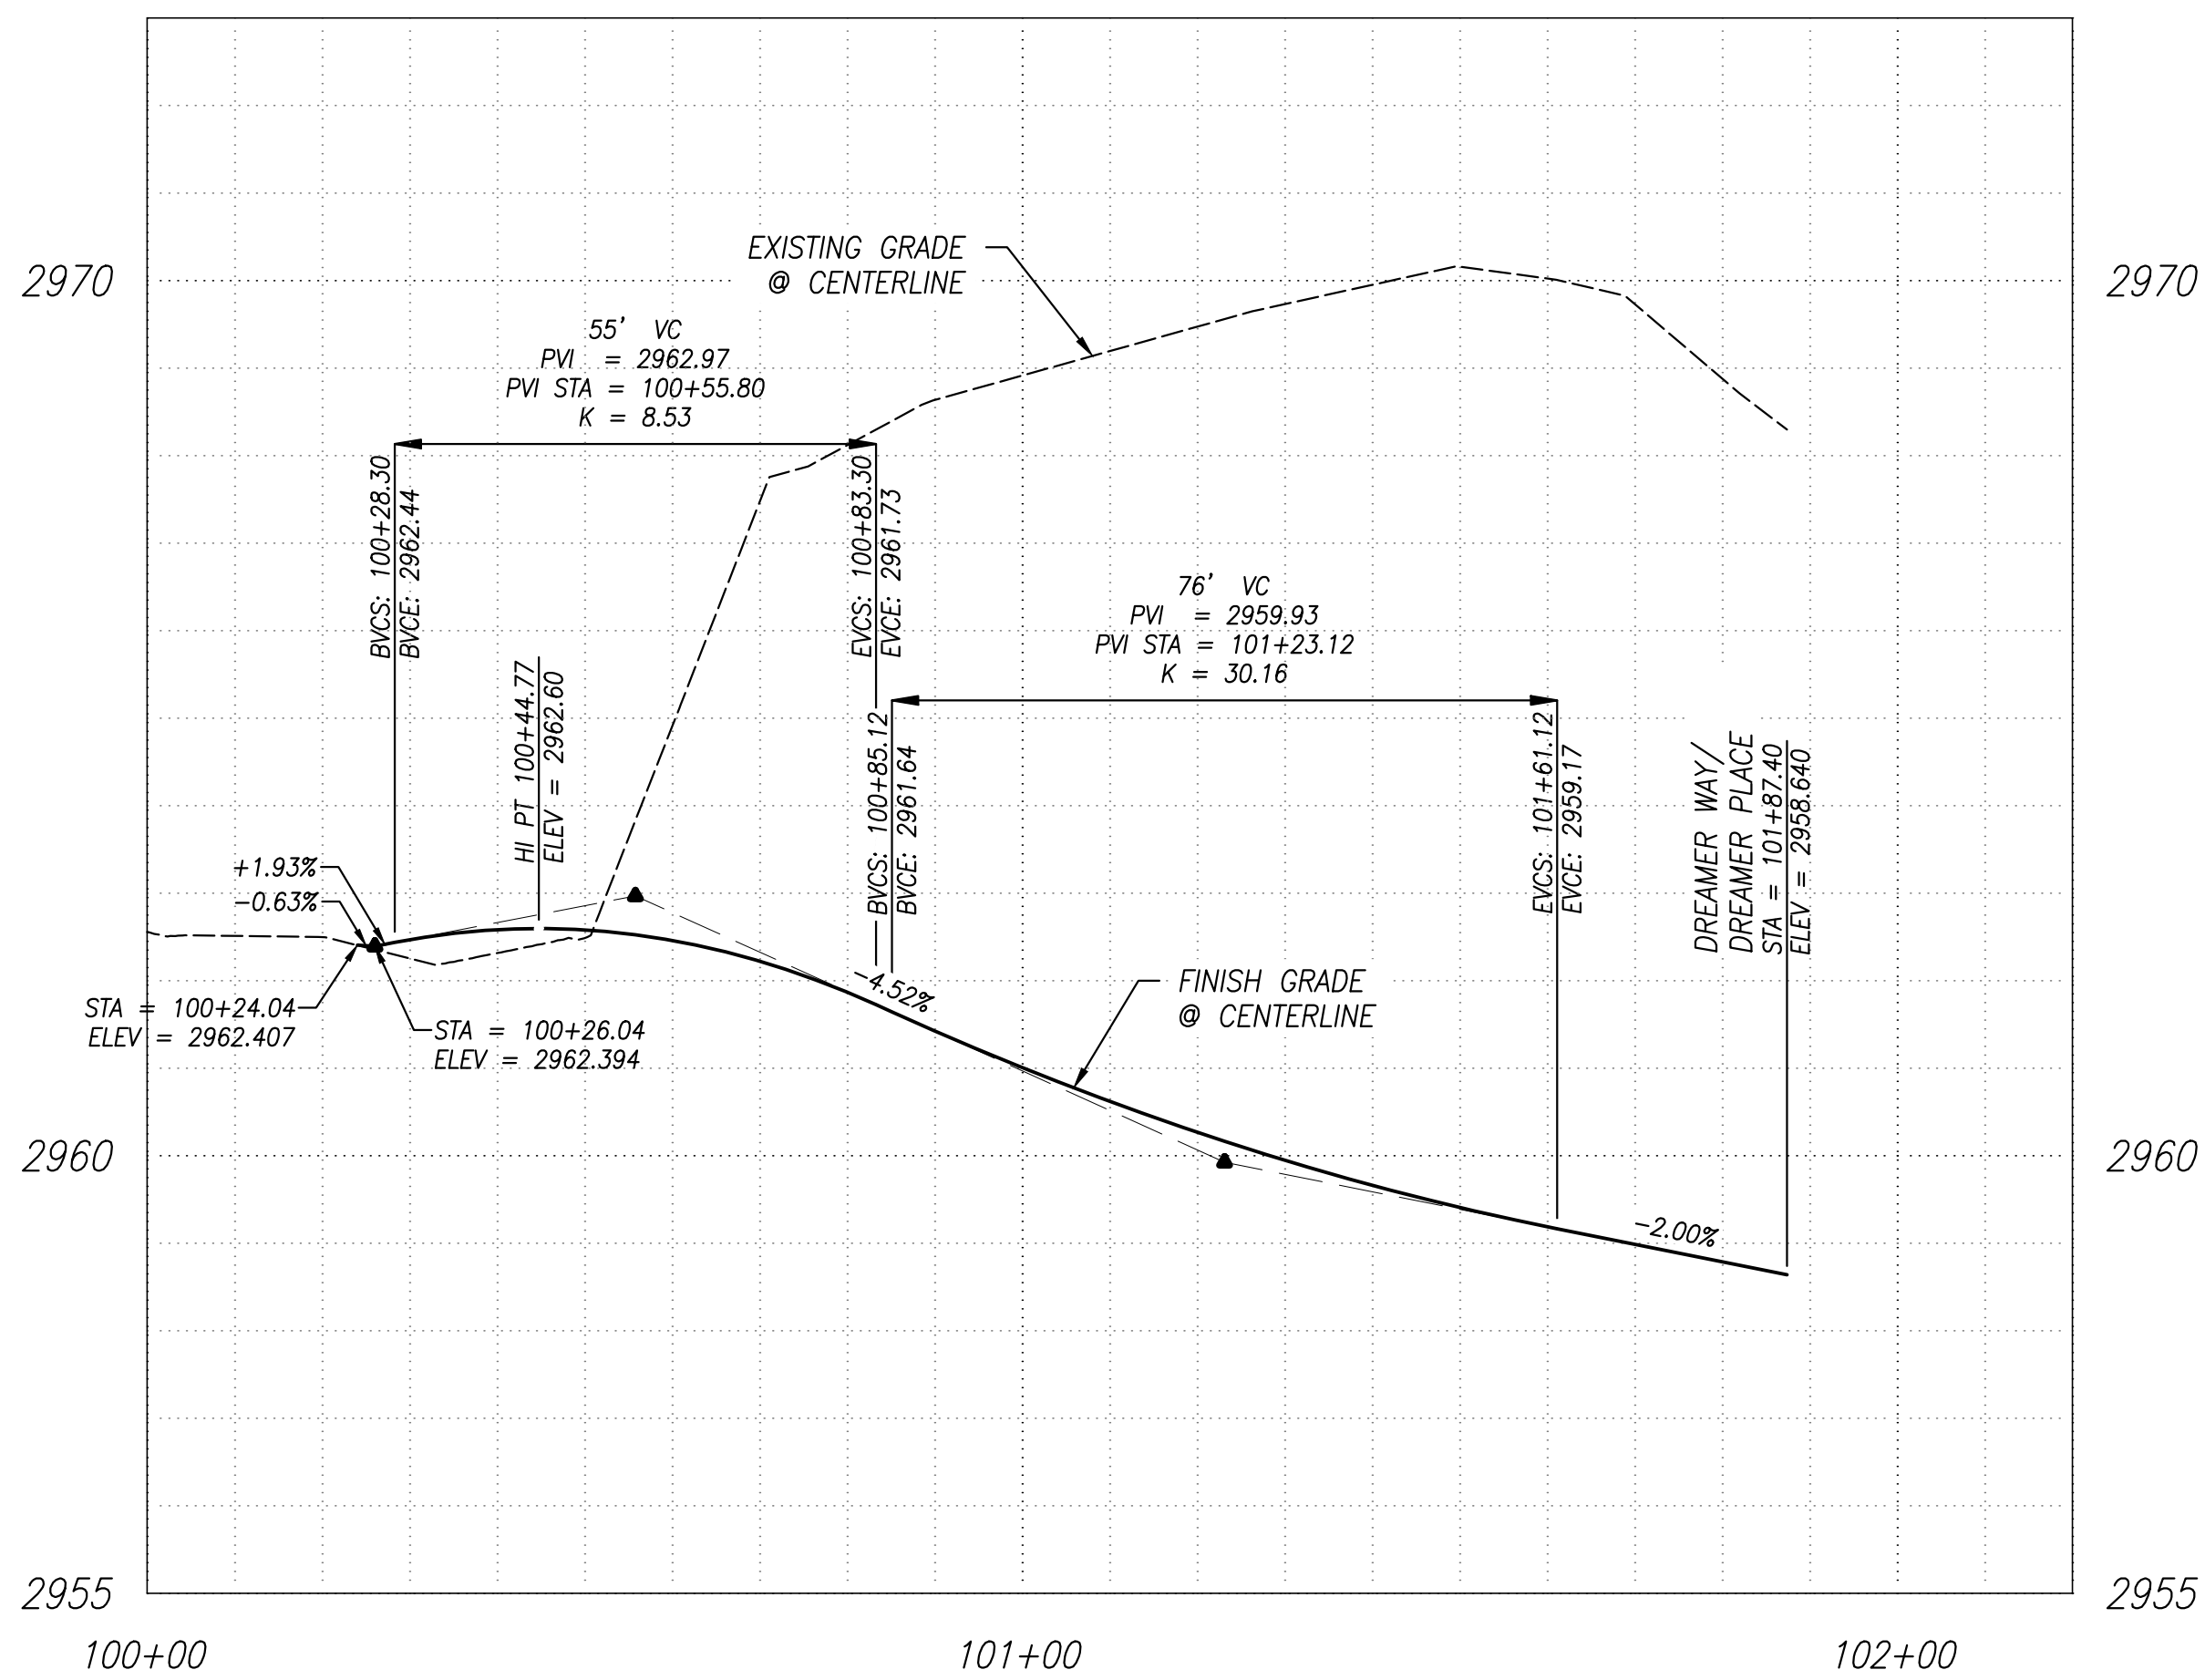 EXISTING GRADE
@ CENTERLINE
2970
2970
55' VC
PVI = 2962.97
PVI STA = 100+55.80
K = 8.53
BVCS: 100+28.30
BVCE: 2962.44
EVCS: 100+83.30
EVCE: 2961.73
76' VC
PVI = 2959.93
PVI STA = 101+23.12
K = 30.16
HI PT 100+44.77
ELEV = 2962.60
BVCS: 100+85.12
BVCE: 2961.64
EVCS: 101+61.12
EVCE: 2959.17
DREAMER WAY/
DREAMER PLACE
STA = 101+87.40
ELEV = 2958.640
+1.93%
-0.63%
-4.52%
FINISH GRADE
@ CENTERLINE
STA = 100+24.04
ELEV = 2962.407
STA = 100+26.04
ELEV = 2962.394
2960
2960
-2.00%
2955
2955
100+00
101+00
102+00